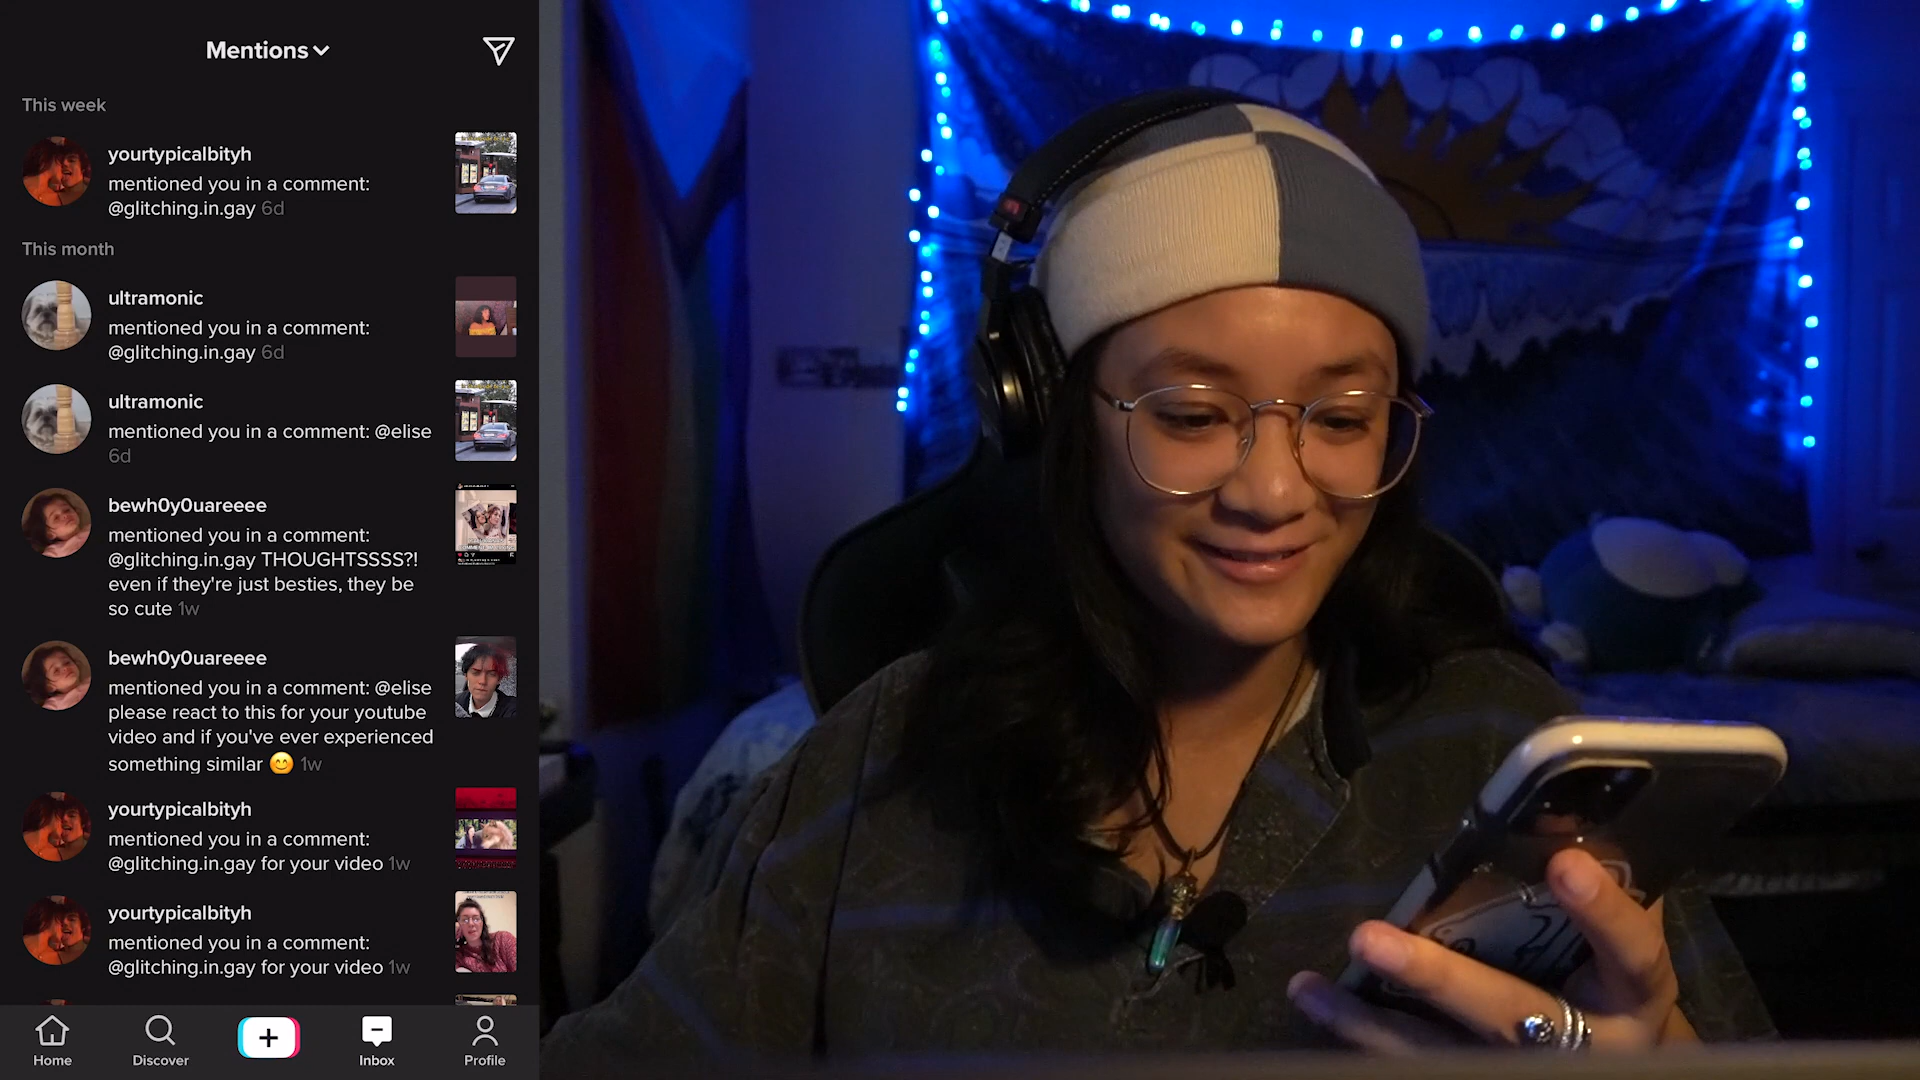 Mentions
This week
yourtypicalbityh
mentioned you in a comment:
@glitching.in.gay 6d
This month
ultramonic
mentioned you in a comment:
@glitching.in.gay 6d
ultramonic
mentioned you in a comment: @elise
6d
bewh0y0uareeee
mentioned you in a comment:
@glitching.in.gay THOUGHTSSSS?!
even if they're just besties, they be
so cute 1w
bewh0y0uareeee
mentioned you in a comment: @elise
please react to this for your youtube
video and if you've ever experienced
something similar 😊 1w
yourtypicalbityh
mentioned you in a comment:
@glitching.in.gay for your video 1w
yourtypicalbityh
mentioned you in a comment:
@glitching.in.gay for your video 1w
Home
Discover
Inbox
Profile